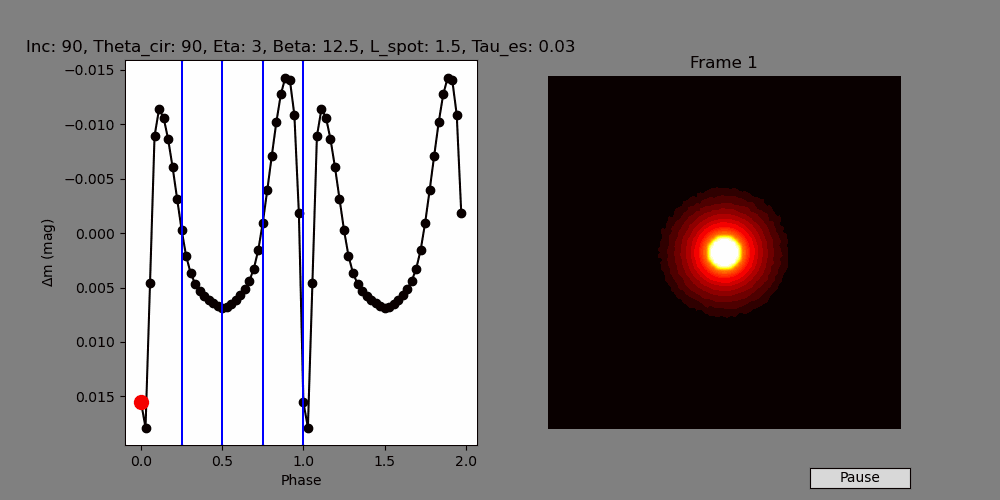 Inc: 90, Theta_cir: 90, Eta: 3, Beta: 12.5, L_spot: 1.5, Tau_es: 0.03
Frame 1
−0.015
−0.010
−0.005
0.000
0.005
0.010
0.015
Δm (mag)
0.0 0.5 1.0 1.5 2.0
Phase
Pause